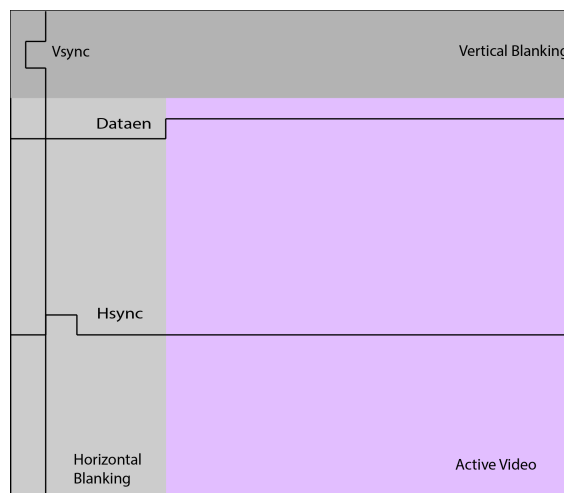 Vsync
Vertical Blanking
Dataen
Hsync
Horizontal
Blanking
Active Video